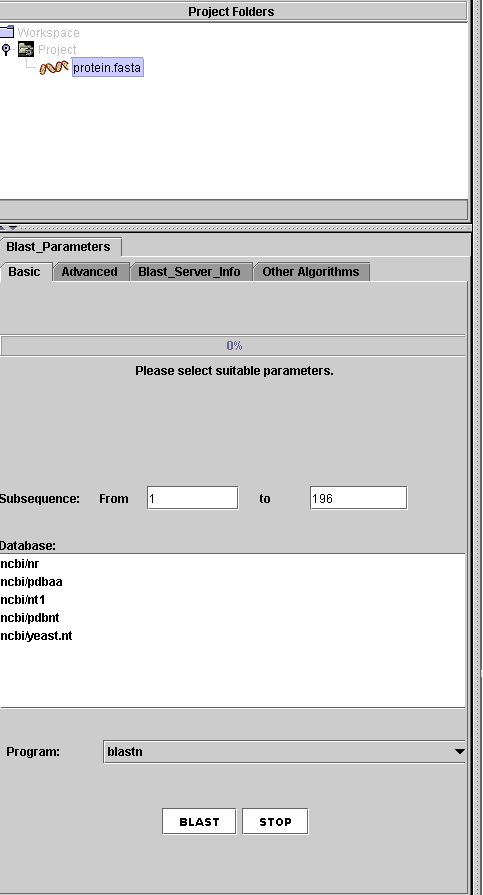 Project Folders
Workspace
Project
protein.fasta
Blast_Parameters
Basic Advanced Blast_Server_Info Other Algorithms
0%
Please select suitable parameters.
Subsequence: From 1 to 196
Database:
ncbi/nr
ncbi/pdbaa
ncbi/nt1
ncbi/pdbnt
ncbi/yeast.nt
Program: blastn
BLAST STOP